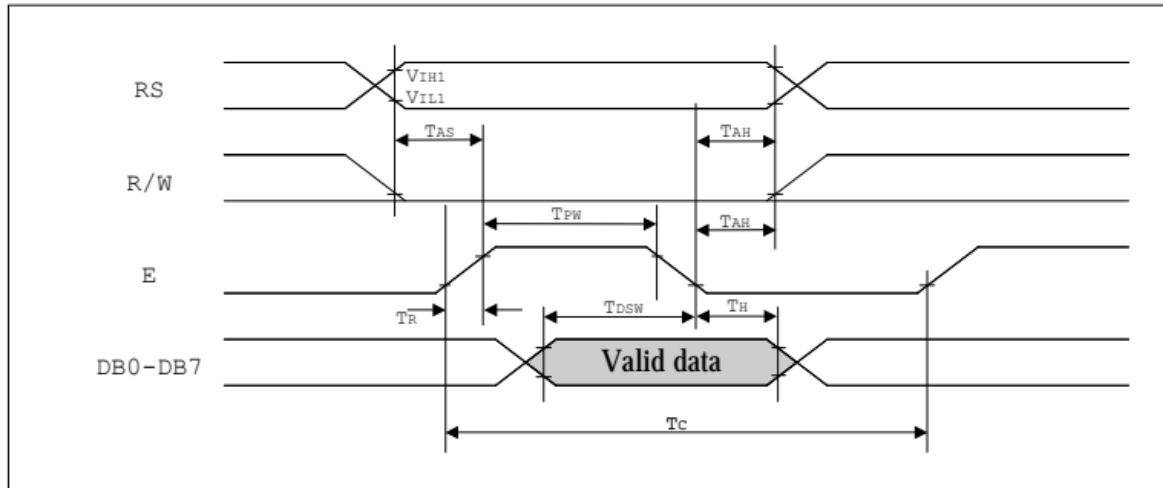 RS
VIH1
VIL1
TAS
TAH
R/W
TPW
TAH
E
TR
TDSW
TH
DB0-DB7
Valid data
TC